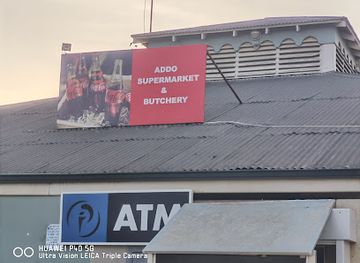 ADDO
SUPERMARKET
&
BUTCHERY
ATM
HUAWEI P40 5G
Ultra Vision LEICA Triple Camera